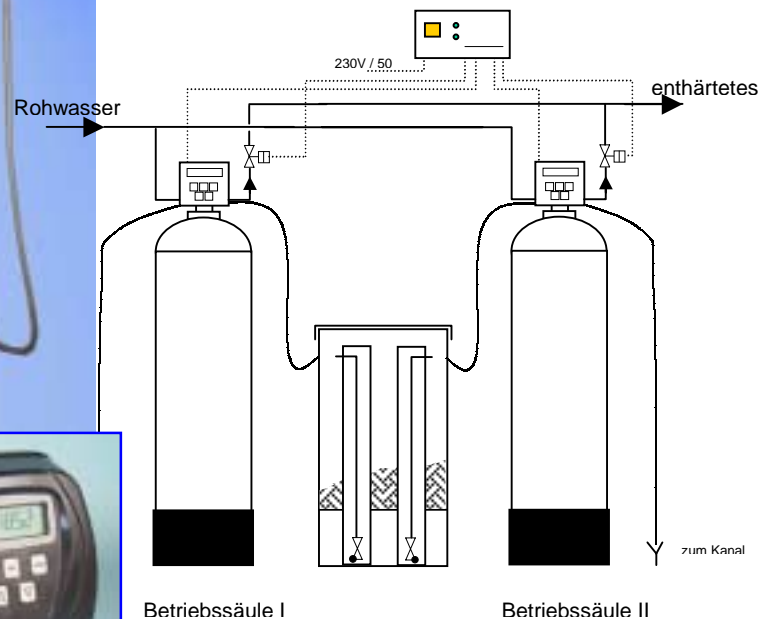 230V / 50
Rohwasser
enthärtetes
zum Kanal
Betriebssäule I
Betriebssäule II